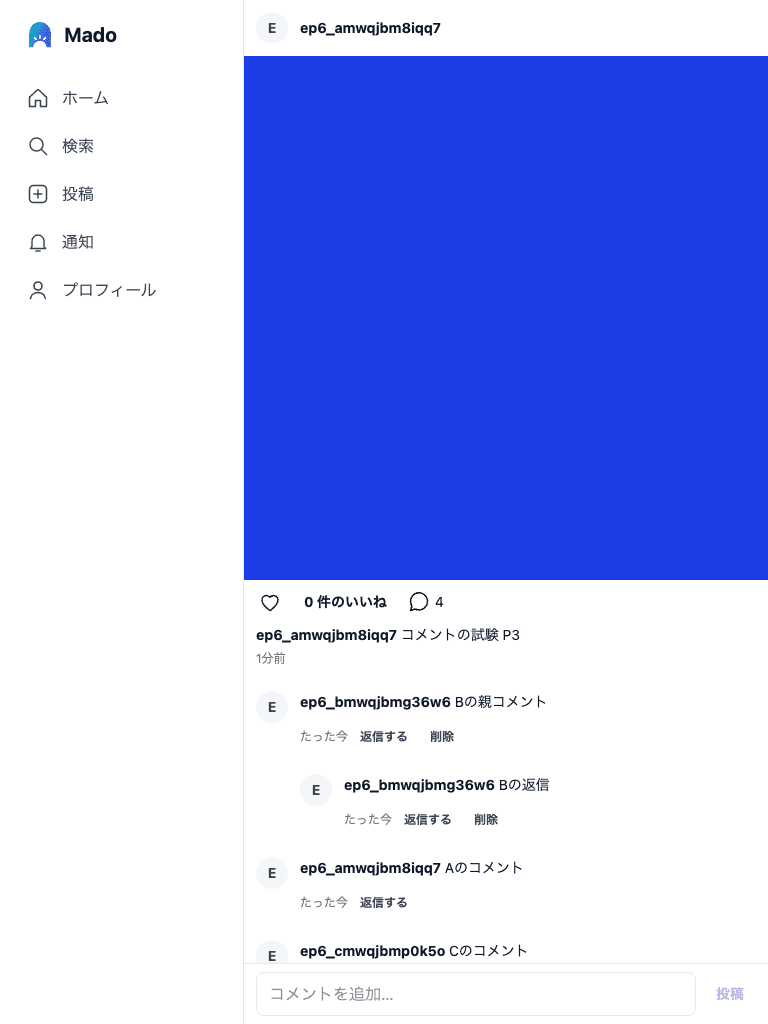 Mado
ホーム
検索
投稿
通知
プロフィール
E ep6_amwqjbm8iqq7
0 件のいいね 4
ep6_amwqjbm8iqq7 コメントの試験 P3
1分前
E ep6_bmwqjbmg36w6 Bの親コメント
たった今 返信する 削除
E ep6_bmwqjbmg36w6 Bの返信
たった今 返信する 削除
E ep6_amwqjbm8iqq7 Aのコメント
たった今 返信する
E ep6_cmwqjbmp0k5o Cのコメント
コメントを追加... 投稿